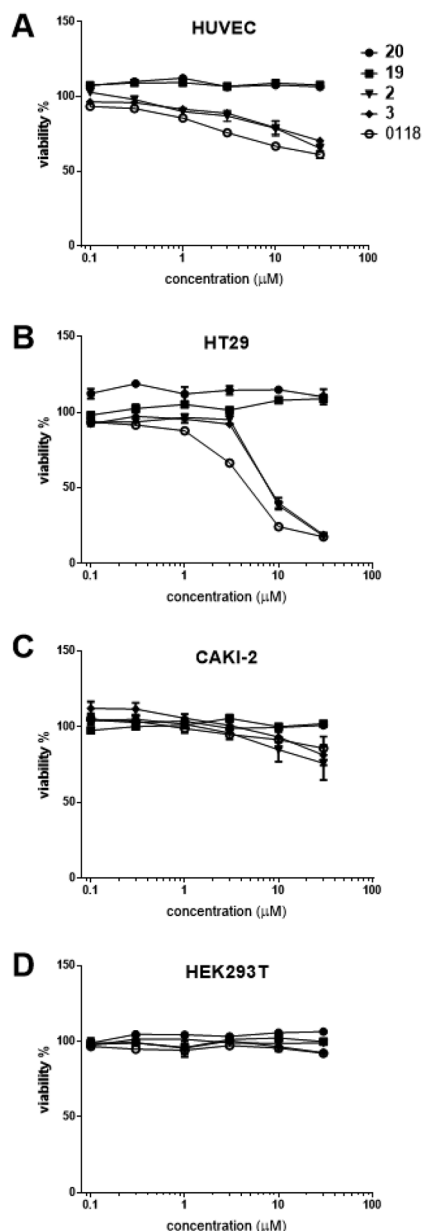 A
HUVEC
150
100
50
0
viability %
0.1
1
10
100
concentration (μM)
20
19
2
3
0118
B
HT29
150
100
50
0
viability %
0.1
1
10
100
concentration (μM)
C
CAKI-2
150
100
50
0
viability %
0.1
1
10
100
concentration (μM)
D
HEK293T
150
100
50
0
viability %
0.1
1
10
100
concentration (μM)